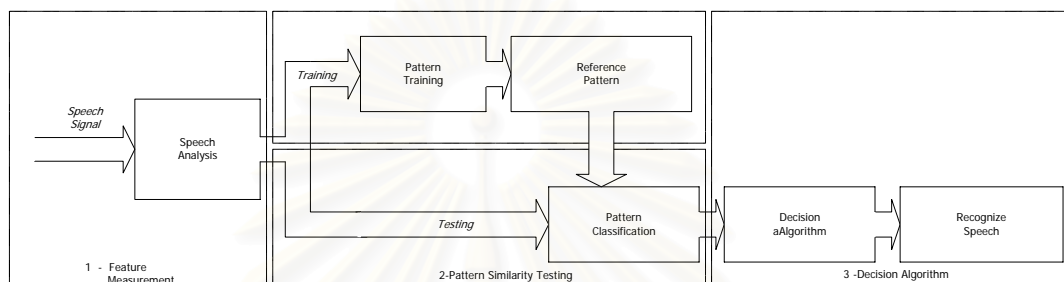 Speech
Signal
Speech
Analysis
1 - Feature
Measurement
Training
Pattern
Training
Reference
Pattern
Testing
Pattern
Classification
2-Pattern Similarity Testing
Decision
aAlgorithm
Recognize
Speech
3 -Decision Algorithm